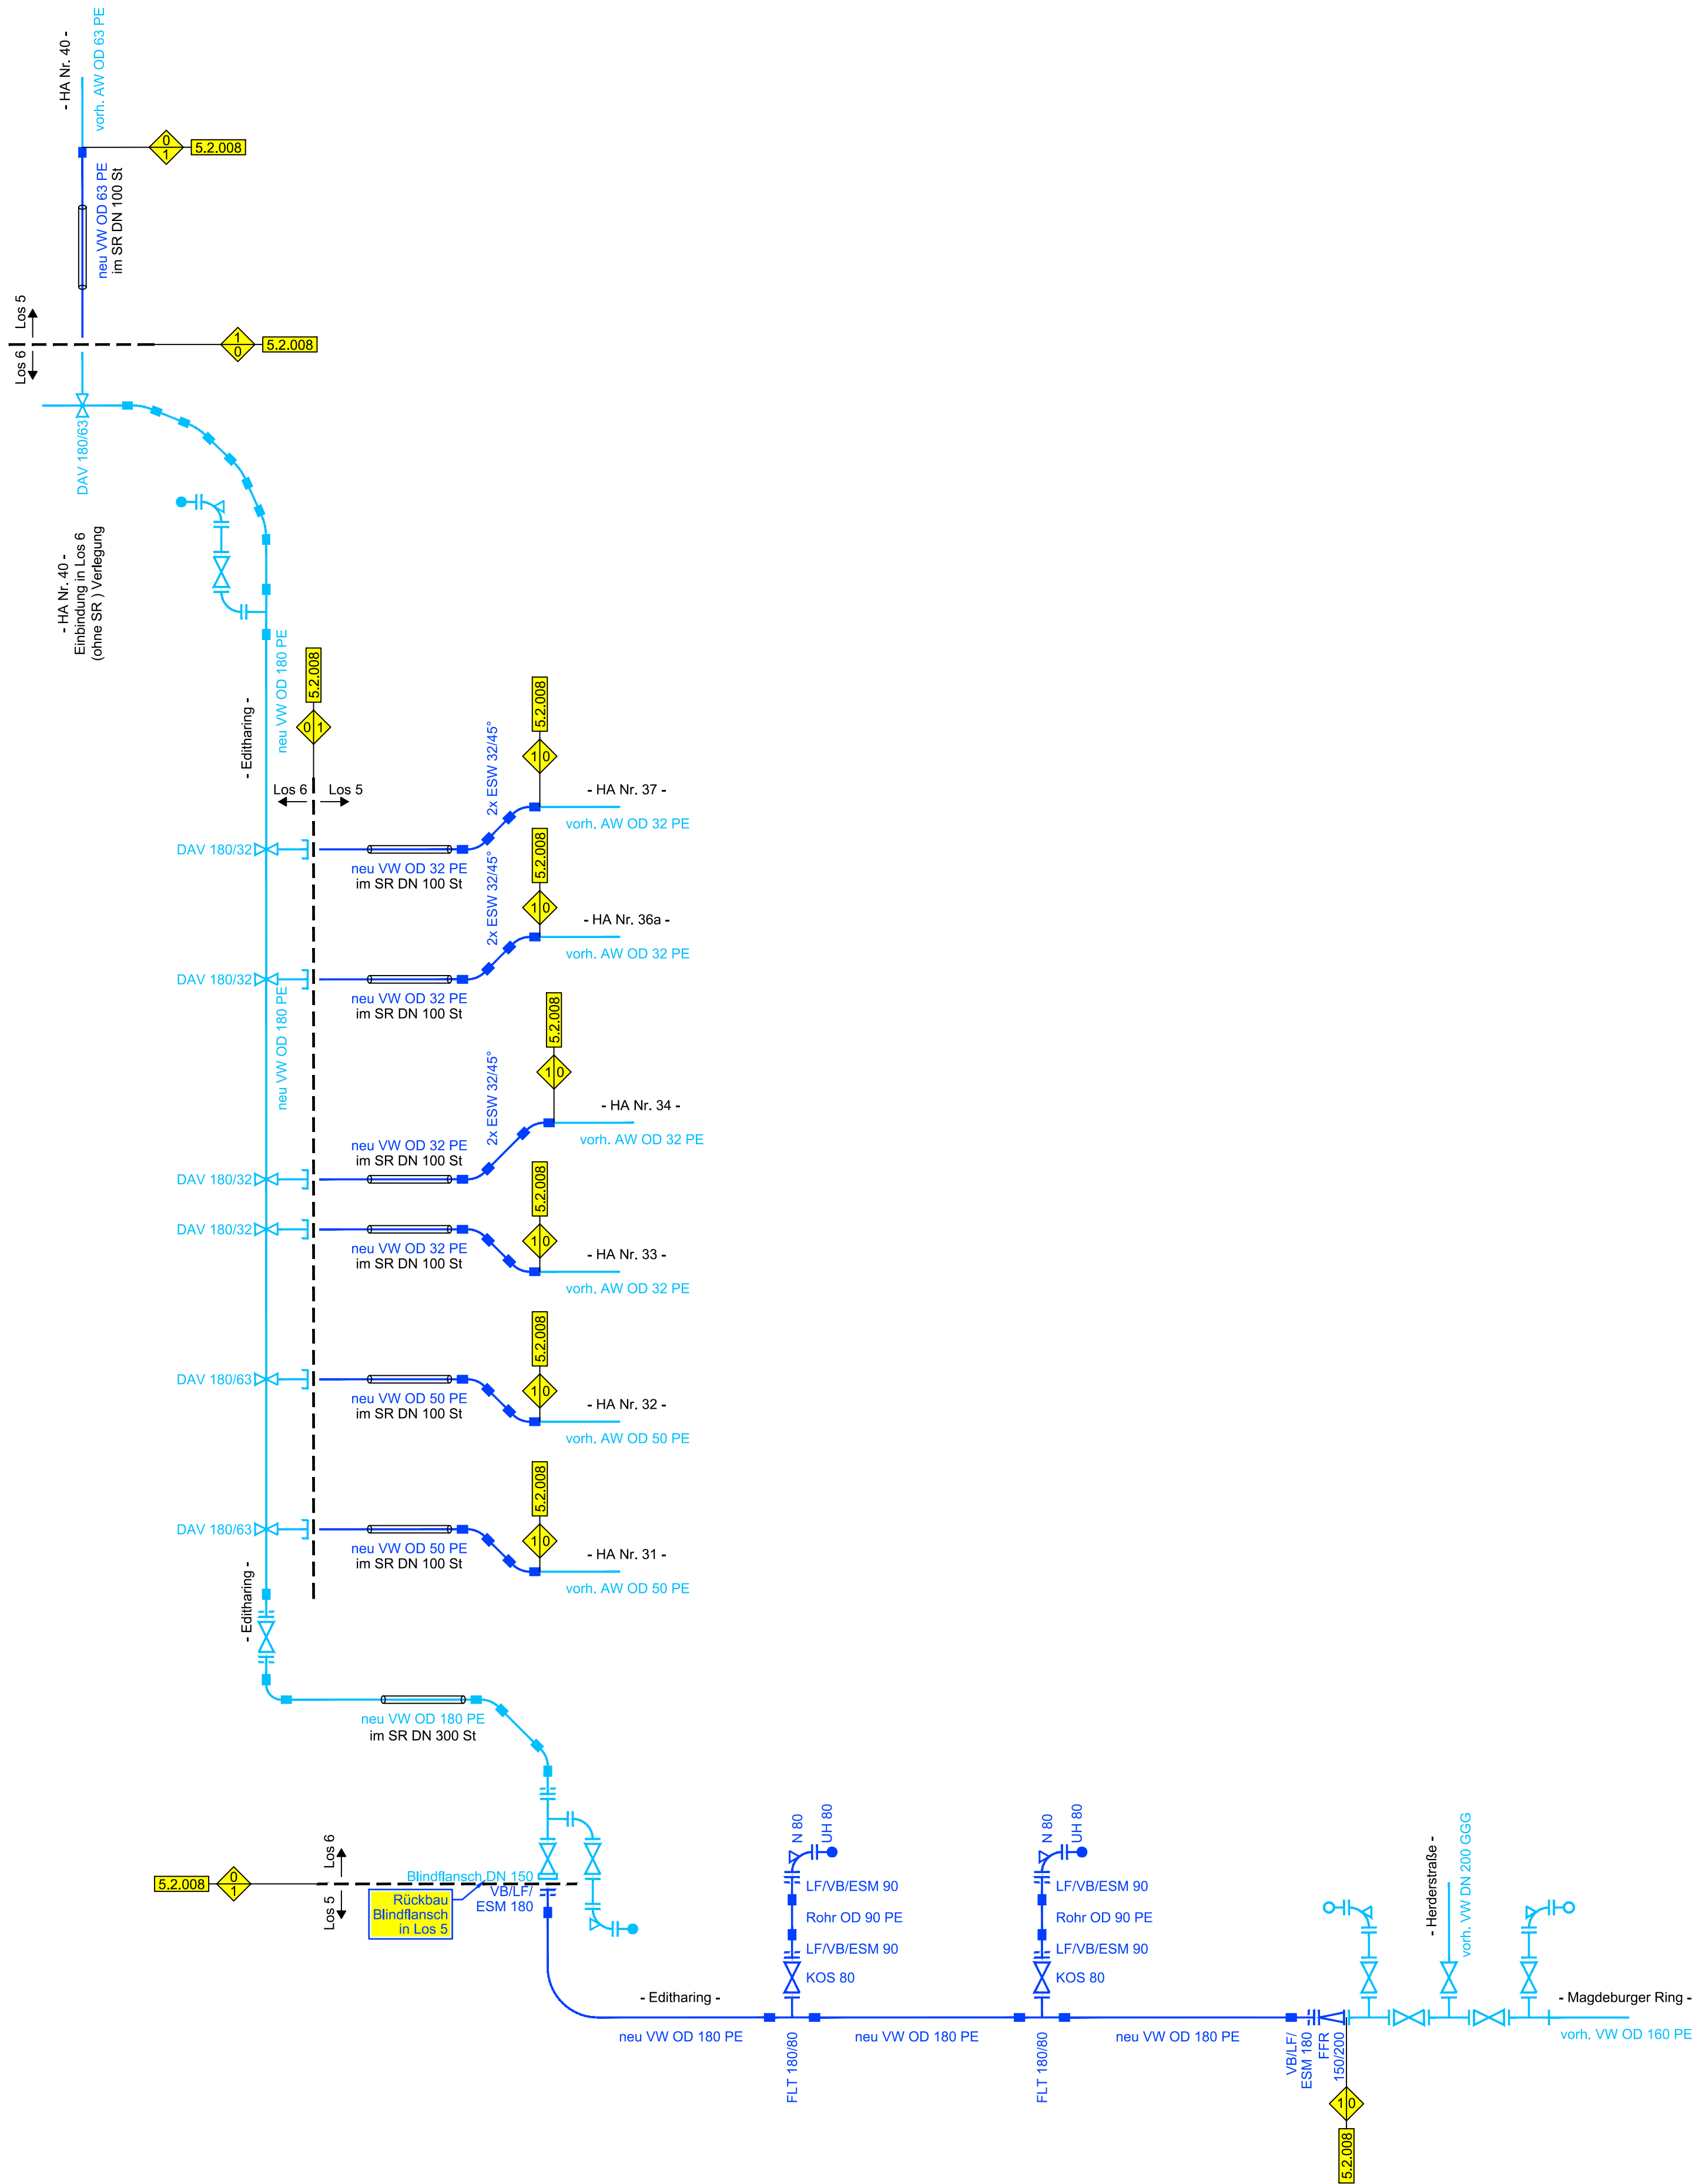 - HA Nr. 40 -
vorh. AW OD 63 PE
0
1
5.2.008
neu VW OD 63 PE
im SR DN 100 St
Los 5
Los 6
1
0
5.2.008
DAV 180/63
- HA Nr. 40 -
Einbindung in Los 6
(ohne SR ) Verlegung
neu VW OD 180 PE
- Editharing -
5.2.008
0 1
Los 6
Los 5
5.2.008
1 0
2x ESW 32/45°
- HA Nr. 37 -
vorh. AW OD 32 PE
DAV 180/32
neu VW OD 32 PE
im SR DN 100 St
5.2.008
1 0
2x ESW 32/45°
- HA Nr. 36a -
vorh. AW OD 32 PE
DAV 180/32
neu VW OD 32 PE
im SR DN 100 St
neu VW OD 180 PE
5.2.008
1 0
2x ESW 32/45°
- HA Nr. 34 -
vorh. AW OD 32 PE
neu VW OD 32 PE
im SR DN 100 St
DAV 180/32
5.2.008
1 0
DAV 180/32
neu VW OD 32 PE
im SR DN 100 St
- HA Nr. 33 -
vorh. AW OD 32 PE
5.2.008
1 0
DAV 180/63
neu VW OD 50 PE
im SR DN 100 St
- HA Nr. 32 -
vorh. AW OD 50 PE
5.2.008
1 0
DAV 180/63
neu VW OD 50 PE
im SR DN 100 St
- HA Nr. 31 -
vorh. AW OD 50 PE
- Editharing -
neu VW OD 180 PE
im SR DN 300 St
5.2.008
0
1
Los 6
Los 5
Blindflansch DN 150
VB/LF/
ESM 180
Rückbau
Blindflansch
in Los 5
N 80
UH 80
LF/VB/ESM 90
Rohr OD 90 PE
LF/VB/ESM 90
KOS 80
N 80
UH 80
LF/VB/ESM 90
Rohr OD 90 PE
LF/VB/ESM 90
KOS 80
- Herderstraße -
vorh. VW DN 200 GGG
- Editharing -
neu VW OD 180 PE
FLT 180/80
neu VW OD 180 PE
FLT 180/80
neu VW OD 180 PE
VB/LF/
ESM 180
FFR
150/200
- Magdeburger Ring -
vorh. VW OD 160 PE
1 0
5.2.008